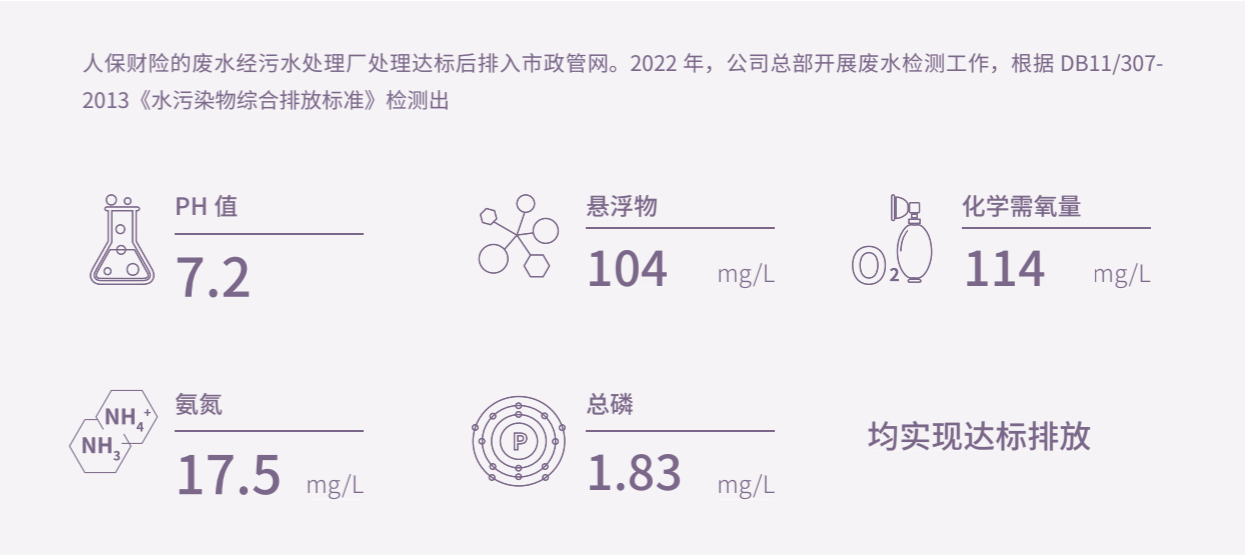 人保财险的废水经污水处理厂处理达标后排入市政管网。2022 年，公司总部开展废水检测工作，根据 DB11/307-
2013《水污染物综合排放标准》检测出
PH 值
7.2
悬浮物
104 mg/L
O2
化学需氧量
114 mg/L
NH4+
NH3
氨氮
17.5 mg/L
P
总磷
1.83 mg/L
均实现达标排放